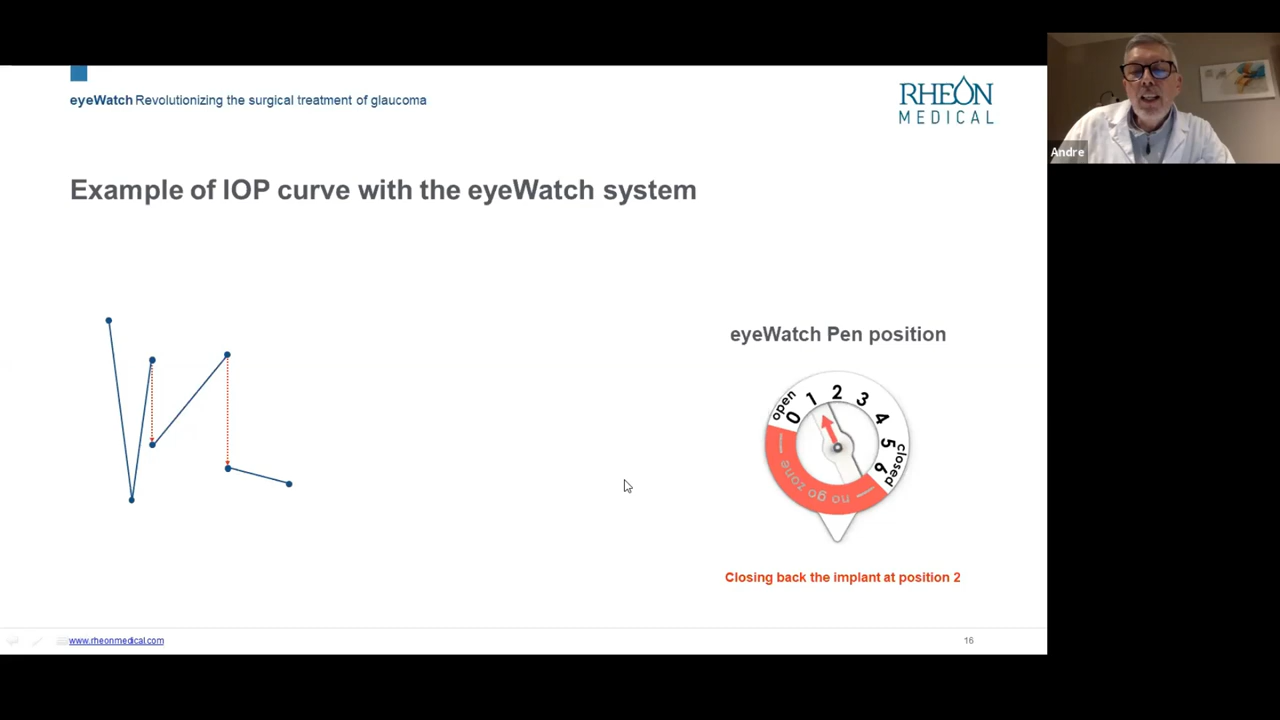 eyeWatch Revolutionizing the surgical treatment of glaucoma
RHEON
MEDICAL
Andre
Example of IOP curve with the eyeWatch system
eyeWatch Pen position
open
0 1 2 3 4 5 6
closed
no go zone
Closing back the implant at position 2
www.rheonmedical.com
16